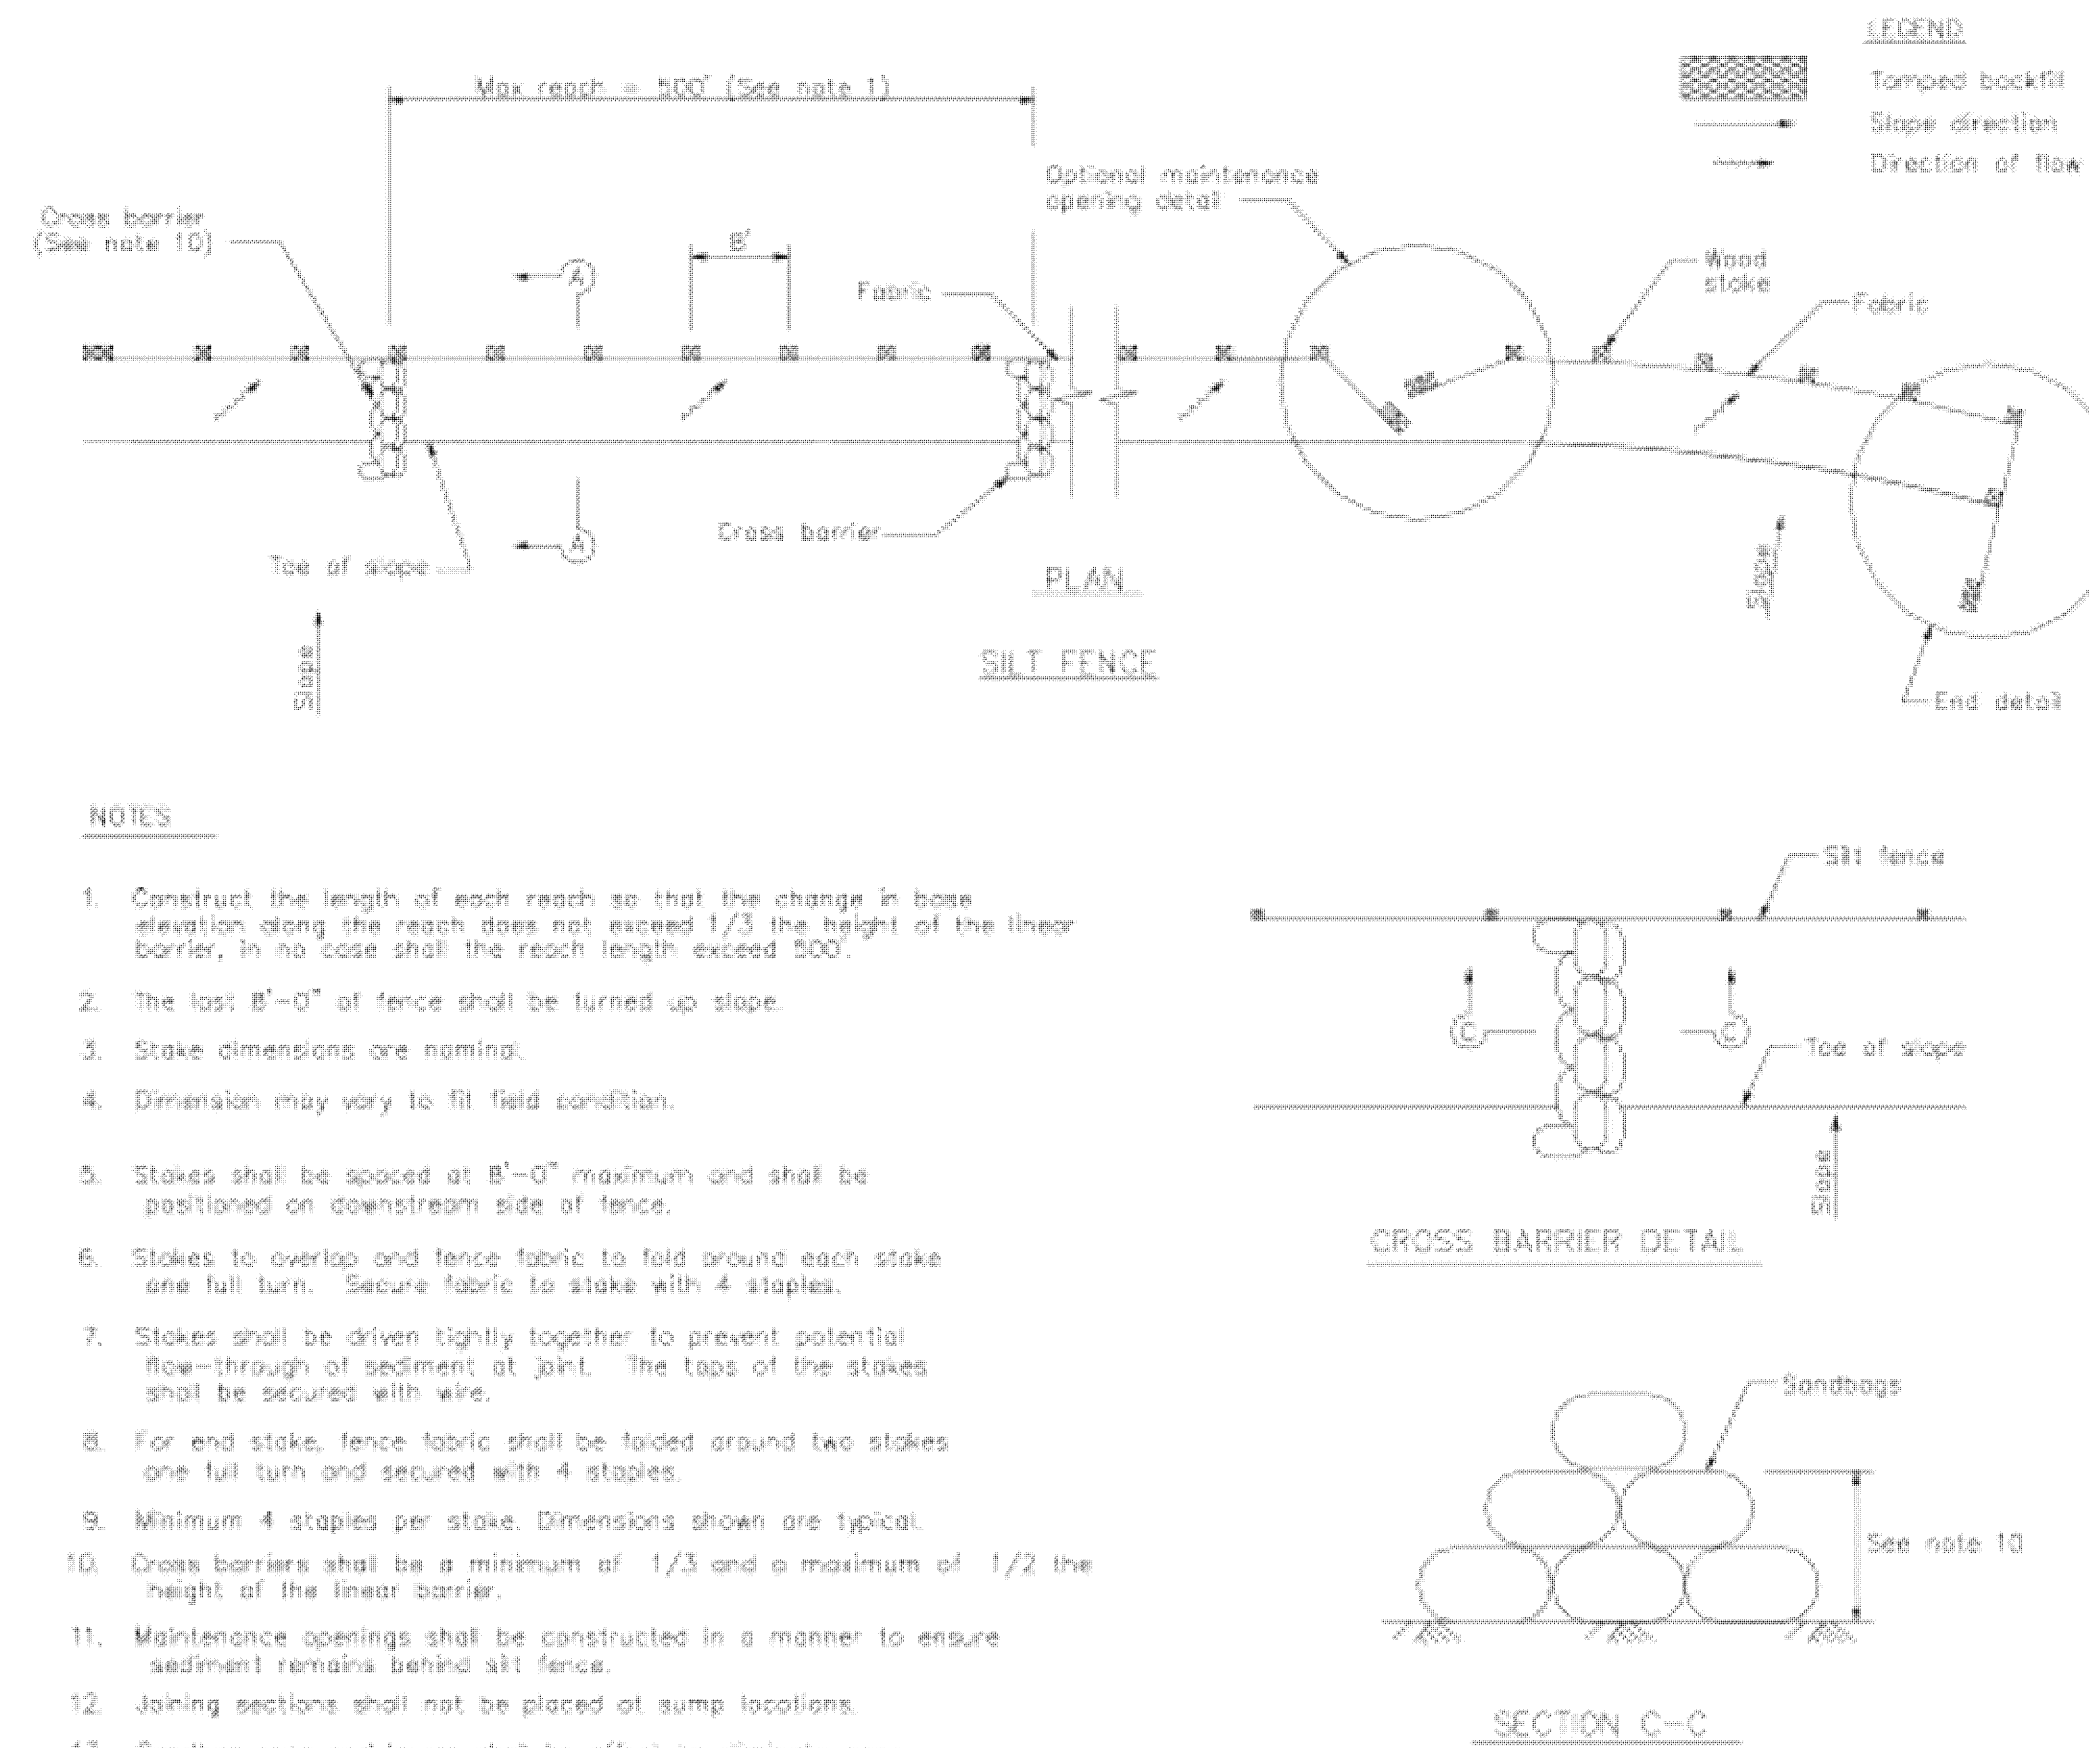 LEGEND
Tamped backfill
Slope direction
Direction of flow
Max reach = 500' (See note 1)
Optional maintenance
opening detail
Cross barrier
(See note 10)
8'
A
Fabric
Wood
stake
Fabric
Cross barrier
A
Toe of slope
PLAN
Slope
Slope
SILT FENCE
End detail
NOTES
1. Construct the length of each reach so that the change in base
elevation along the reach does not exceed 1/3 the height of the linear
barrier, in no case shall the reach length exceed 500'.
2. The last 8'-0" of fence shall be turned up slope.
3. Stake dimensions are nominal.
4. Dimension may vary to fit field condition.
5. Stakes shall be spaced at 8'-0" maximum and shall be
positioned on downstream side of fence.
6. Stakes to overlap and fence fabric to fold around each stake
one full turn. Secure fabric to stake with 4 staples.
7. Stakes shall be driven tightly together to prevent potential
flow-through of sediment at joint. The tops of the stakes
shall be secured with wire.
8. For end stake, fence fabric shall be folded around two stakes
one full turn and secured with 4 staples.
9. Minimum 4 staples per stake. Dimensions shown are typical.
10. Cross barriers shall be a minimum of 1/3 and a maximum of 1/2 the
height of the linear barrier.
11. Maintenance openings shall be constructed in a manner to ensure
sediment remains behind silt fence.
12. Joining sections shall not be placed at sump locations.
Silt fence
C
C
Toe of slope
Slope
CROSS BARRIER DETAIL
Sandbags
See note 10
SECTION C-C